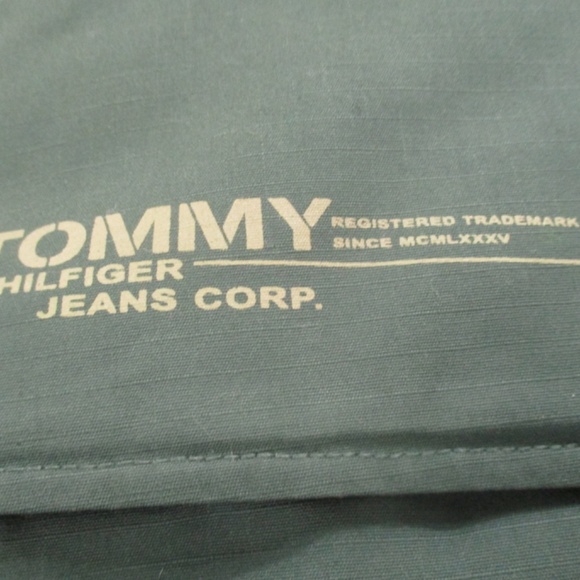 TOMMY REGISTERED TRADEMARK
SINCE MCMLXXXV
HILFIGER
JEANS CORP.